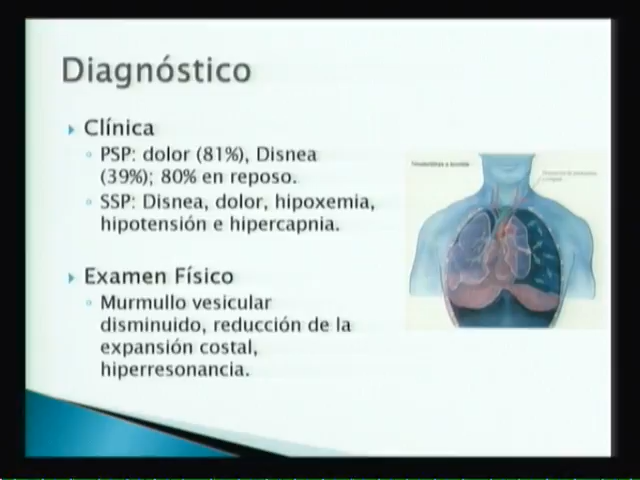 Diagnóstico
Clínica
PSP: dolor (81%), Disnea
(39%); 80% en reposo.
SSP: Disnea, dolor, hipoxemia,
hipotensión e hipercapnia.
Examen Físico
Murmullo vesicular
disminuido, reducción de la
expansión costal,
hiperresonancia.